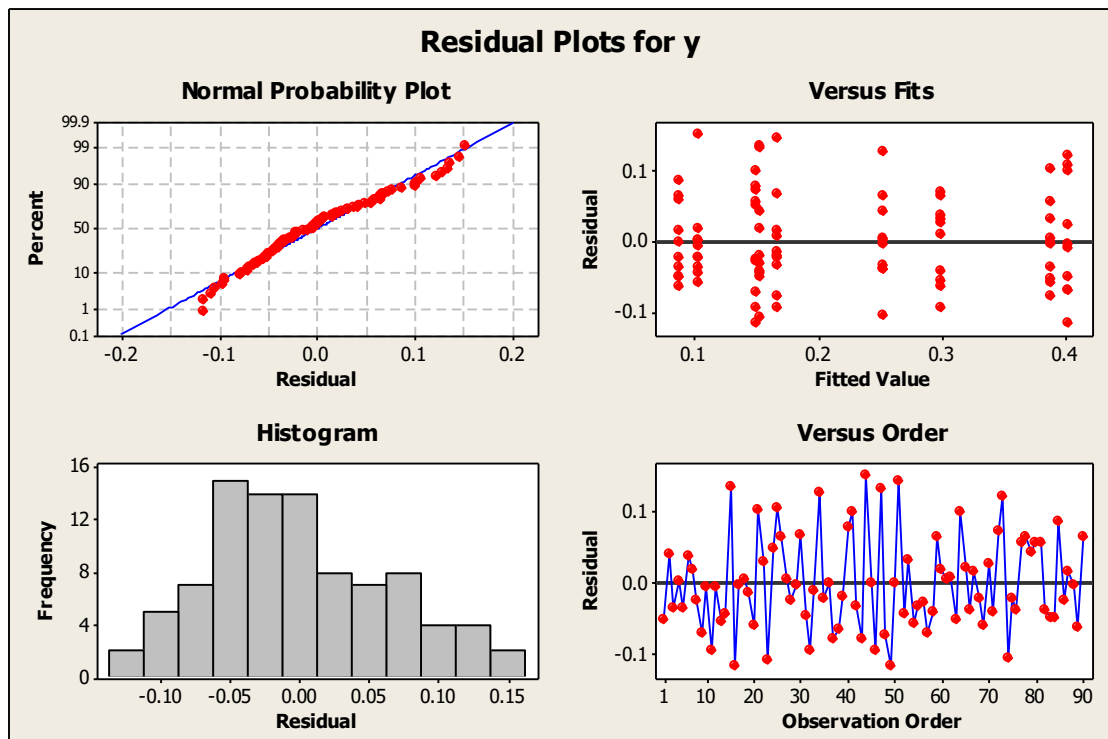 Residual Plots for y
Normal Probability Plot
99.9
99
90
50
10
1
0.1
Percent
-0.2 -0.1 0.0 0.1 0.2
Residual
Versus Fits
0.1
0.0
-0.1
Residual
0.1 0.2 0.3 0.4
Fitted Value
Histogram
16
12
8
4
0
Frequency
-0.10 -0.05 0.00 0.05 0.10 0.15
Residual
Versus Order
0.1
0.0
-0.1
Residual
1 10 20 30 40 50 60 70 80 90
Observation Order